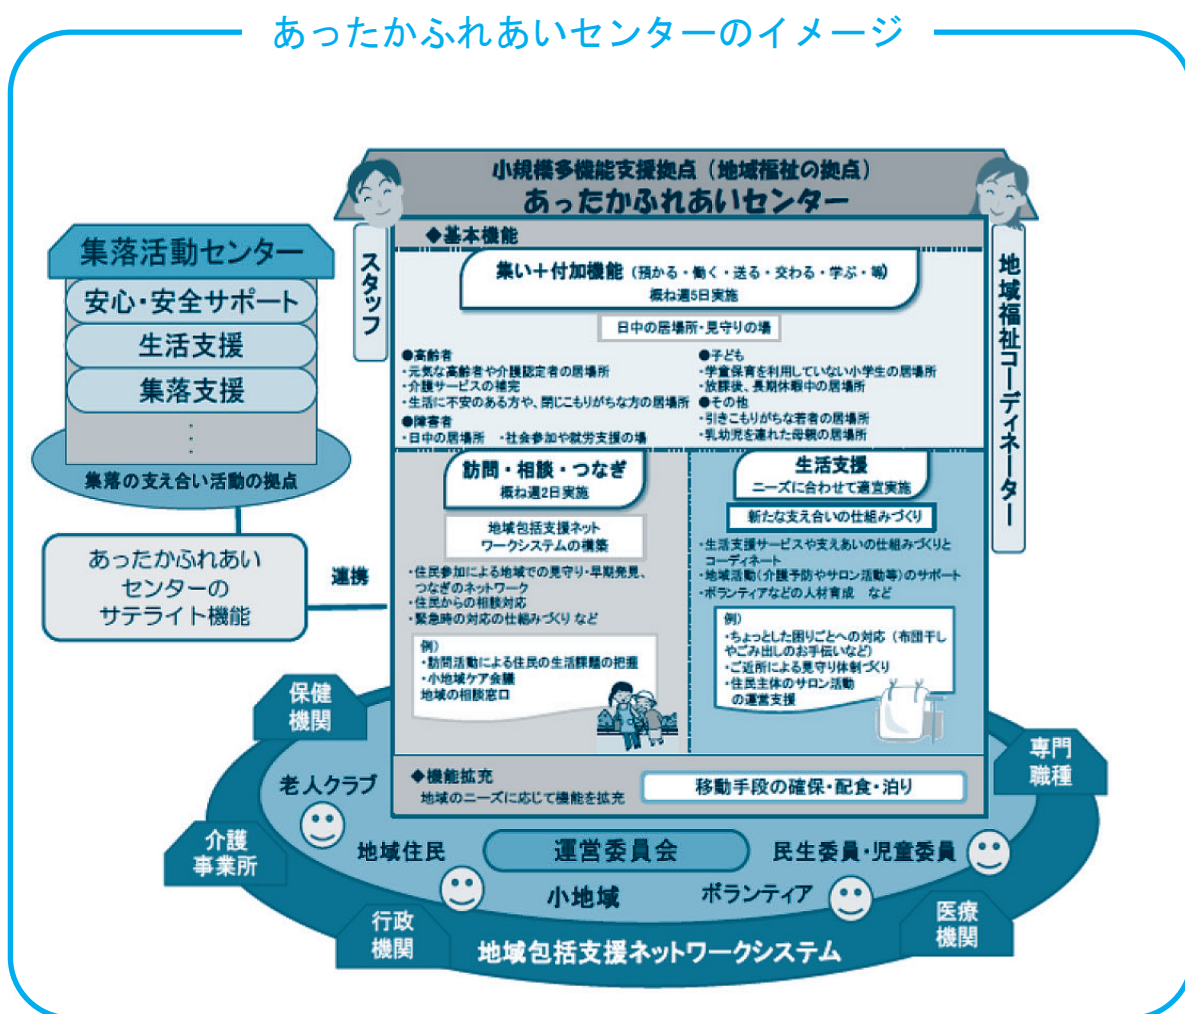 あったかふれあいセンターのイメージ
小規模多機能支援拠点（地域福祉の拠点）
あったかふれあいセンター
スタッフ
地域福祉コーディネーター
◆基本機能
集い＋付加機能（預かる・働く・送る・交わる・学ぶ・等）
概ね週5日実施
日中の居場所・見守りの場
●高齢者
・元気な高齢者や介護認定者の居場所
・介護サービスの補完
・生活に不安のある方や、閉じこもりがちな方の居場所
●障害者
・日中の居場所　・社会参加や就労支援の場
●子ども
・学童保育を利用していない小学生の居場所
・放課後、長期休暇中の居場所
●その他
・引きこもりがちな若者の居場所
・乳幼児を連れた母親の居場所
訪問・相談・つなぎ
概ね週2日実施
地域包括支援ネット
ワークシステムの構築
・住民参加による地域での見守り・早期発見、
つなぎのネットワーク
・住民からの相談対応
・緊急時の対応の仕組みづくり など
例）
・訪問活動による住民の生活課題の把握
・小地域ケア会議
地域の相談窓口
生活支援
ニーズに合わせて適宜実施
新たな支え合いの仕組みづくり
・生活支援サービスや支えあいの仕組みづくりと
コーディネート
・地域活動（介護予防やサロン活動等）のサポート
・ボランティアなどの人材育成　など
例）
・ちょっとした困りごとへの対応（布団干し
やごみ出しのお手伝いなど）
・ご近所による見守り体制づくり
・住民主体のサロン活動
の運営支援
◆機能拡充
地域のニーズに応じて機能を拡充
移動手段の確保・配食・泊り
集落活動センター
安心・安全サポート
生活支援
集落支援
・
・
・
集落の支え合い活動の拠点
あったかふれあい
センターの
サテライト機能
連携
保健
機関
専門
職種
老人クラブ
介護
事業所
地域住民
運営委員会
民生委員・児童委員
小地域
ボランティア
行政
機関
医療
機関
地域包括支援ネットワークシステム